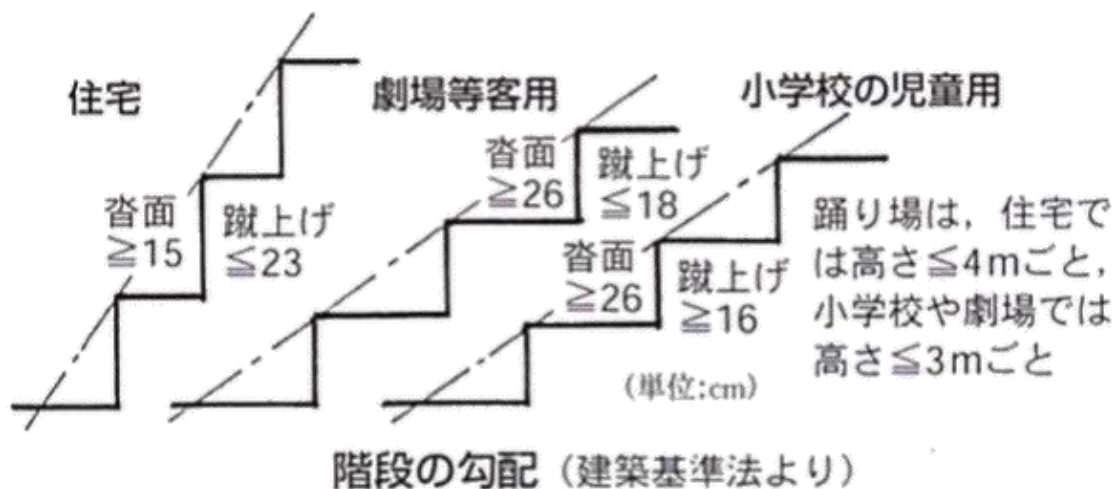 住宅
沓面
≧15
蹴上げ
≦23
劇場等客用
沓面
≧26
蹴上げ
≦18
小学校の児童用
沓面
≧26
蹴上げ
≧16
踊り場は，住宅で
は高さ≦4mごと，
小学校や劇場では
高さ≦3mごと
(単位:cm)
階段の勾配（建築基準法より）